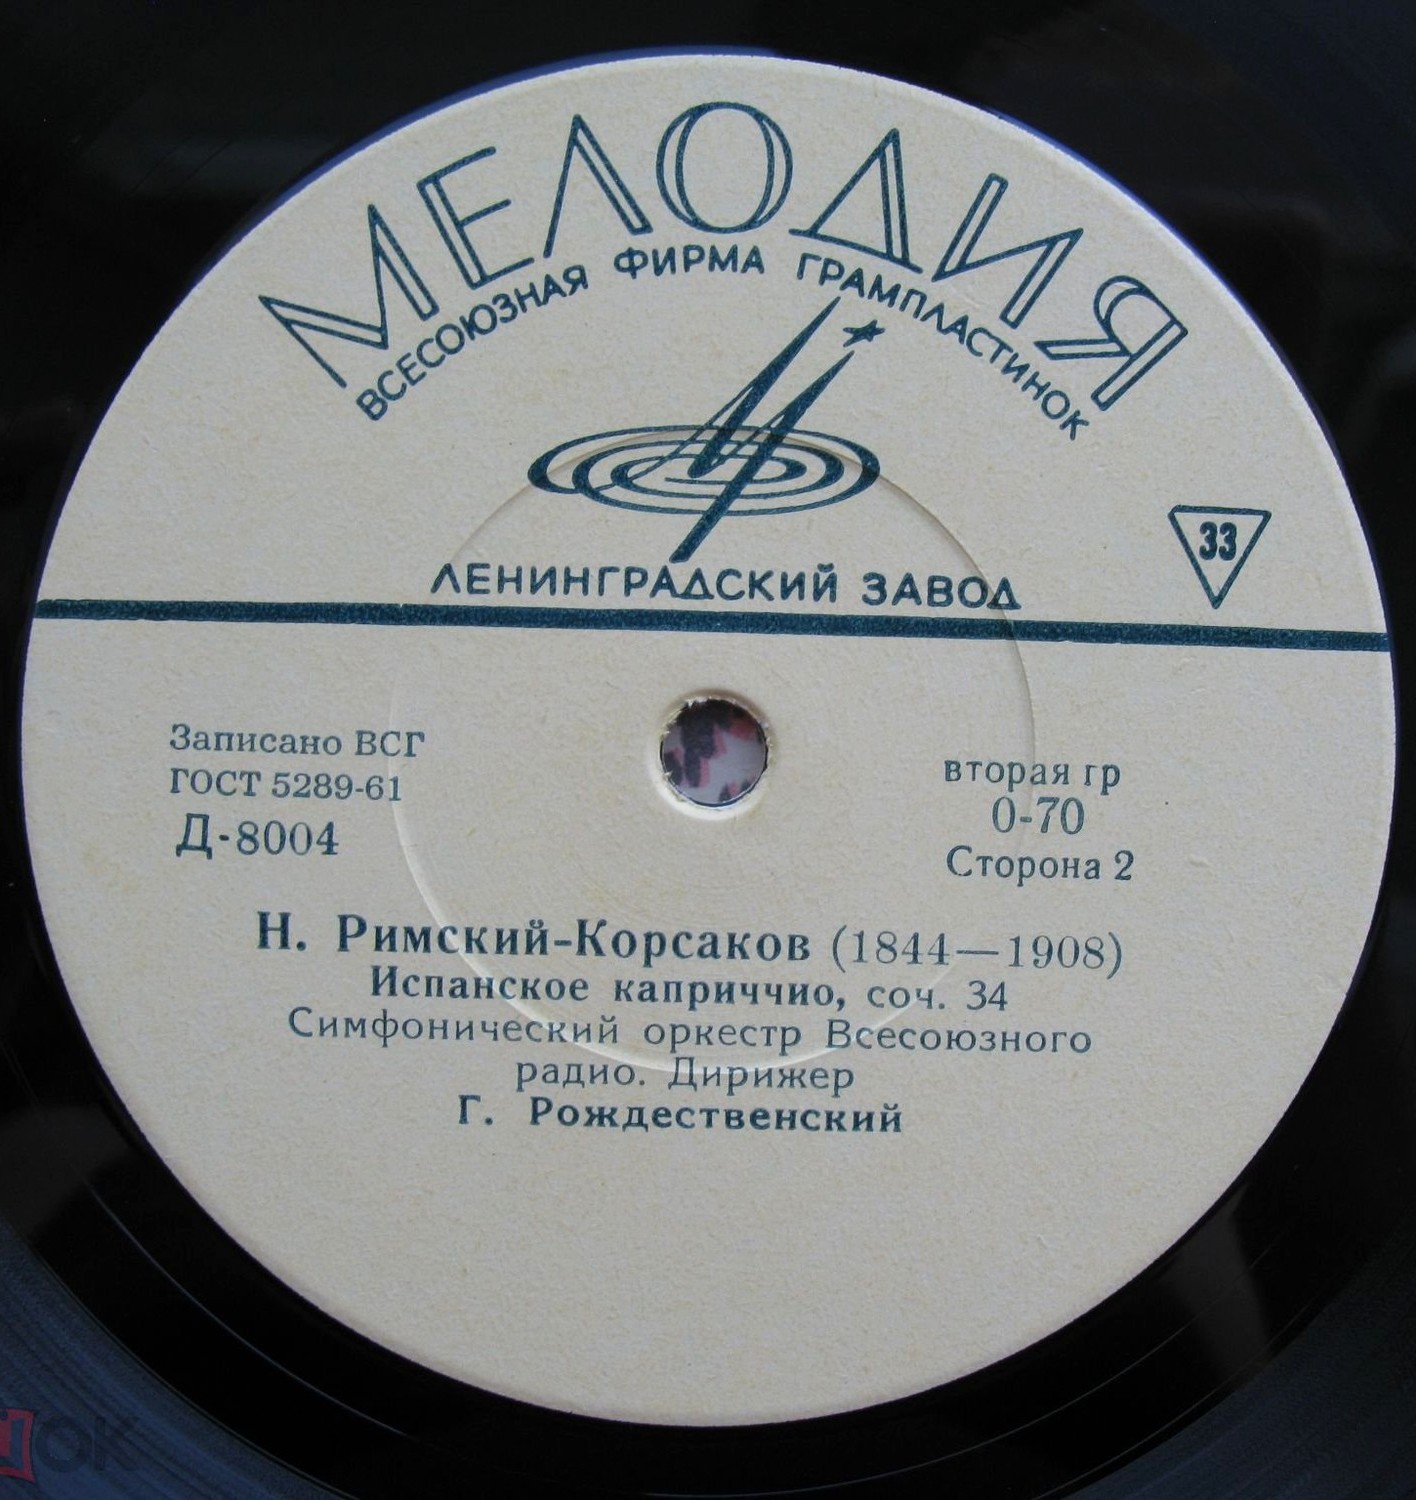 МЕЛОДИЯ
ВСЕСОЮЗНАЯ ФИРМА ГРАМПЛАСТИНОК
33
ЛЕНИНГРАДСКИЙ ЗАВОД
Записано ВСГ
ГОСТ 5289-61
Д-8004
вторая гр
0-70
Сторона 2
Н. Римский-Корсаков (1844—1908)
Испанское каприччио, соч. 34
Симфонический оркестр Всесоюзного
радио. Дирижер
Г. Рождественский